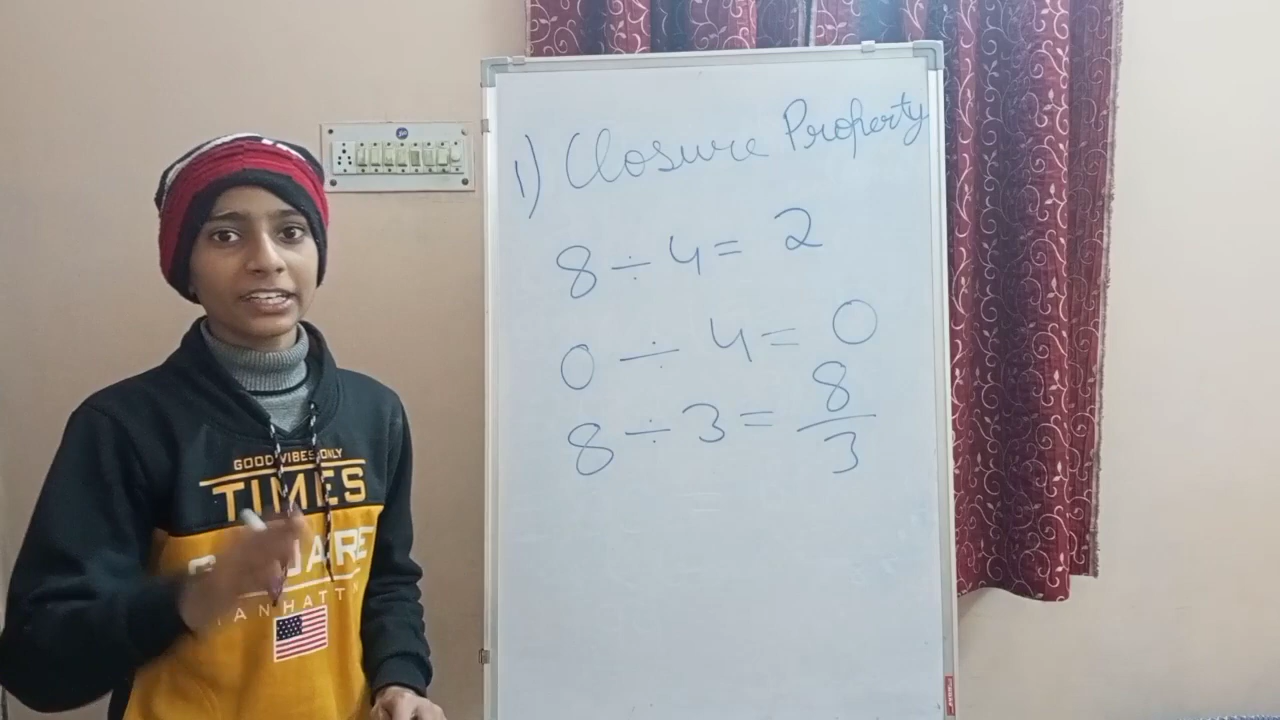 1) Closure Property
8 ÷ 4 = 2
0 ÷ 4 = 0
8 ÷ 3 = 8/3
GOOD VIBES ONLY
TIMES